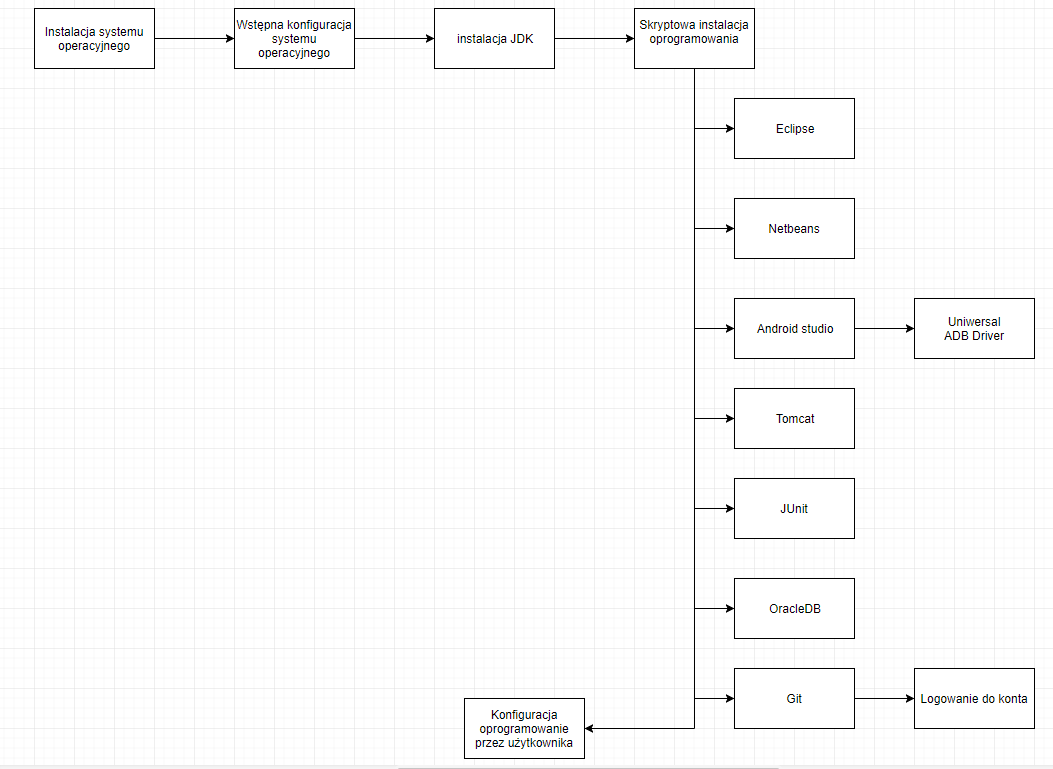 Instalacja systemu
operacyjnego
Wstępna konfiguracja
systemu
operacyjnego
instalacja JDK
Skryptowa instalacja
oprogramowania
Eclipse
Netbeans
Android studio
Uniwersal
ADB Driver
Tomcat
JUnit
OracleDB
Git
Logowanie do konta
Konfiguracja
oprogramowanie
przez użytkownika